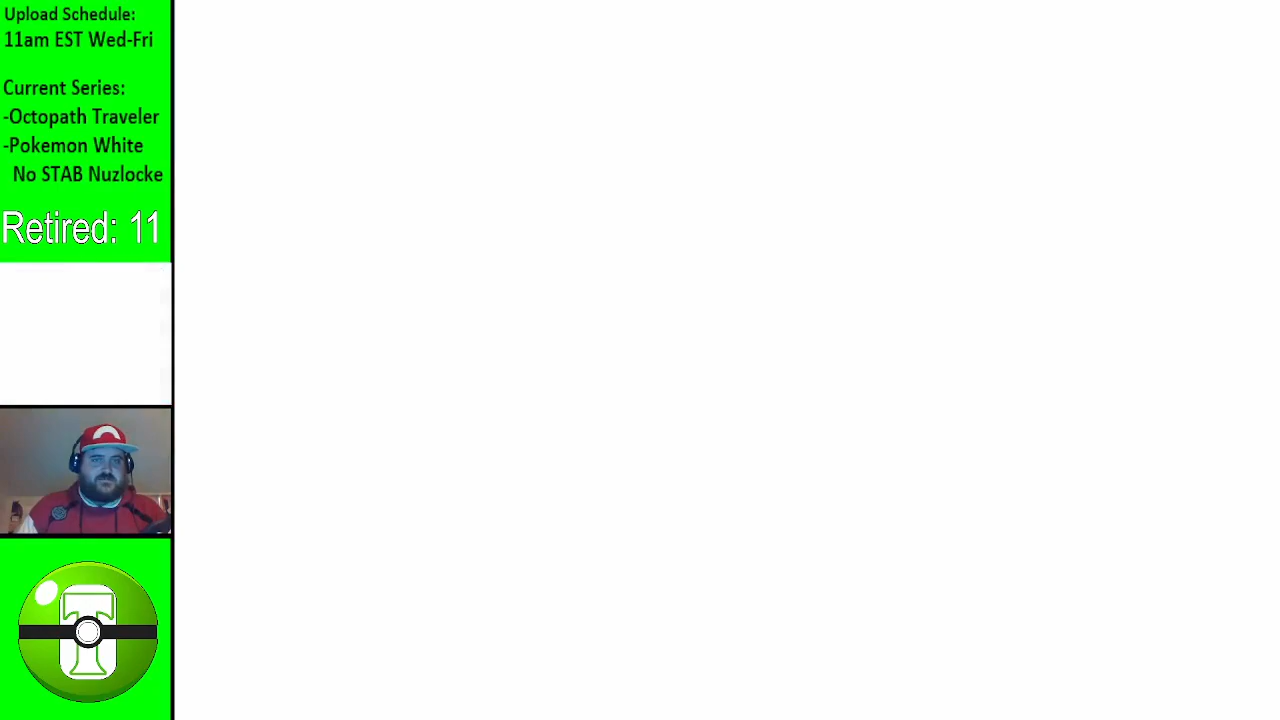 Upload Schedule:
11am EST Wed-Fri
Current Series:
-Octopath Traveler
-Pokemon White
No STAB Nuzlocke
Retired: 11
T